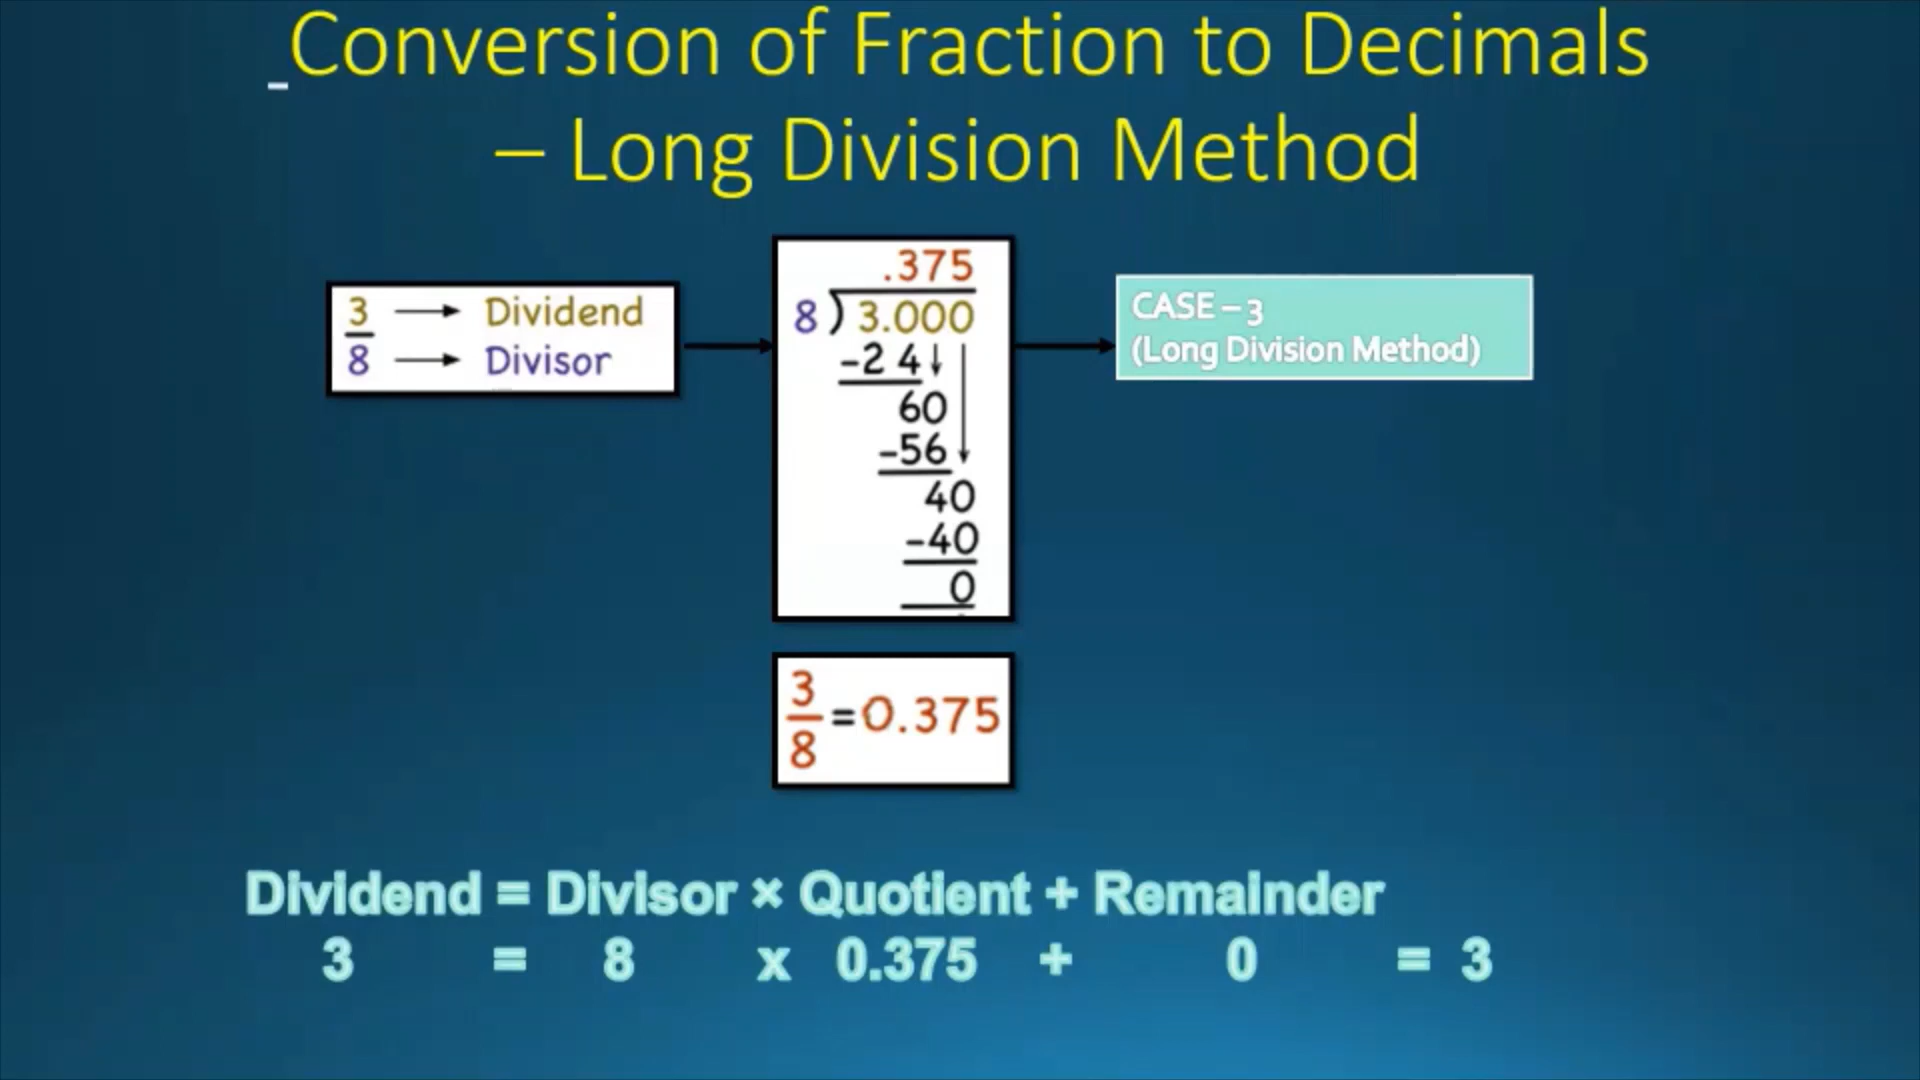 Conversion of Fraction to Decimals
– Long Division Method
3 Dividend
8 Divisor
.375
8 ) 3.000
-2 4
60
-56
40
-40
0
CASE – 3
(Long Division Method)
3
8
=0.375
Dividend = Divisor × Quotient + Remainder
3 = 8 x 0.375 + 0 = 3